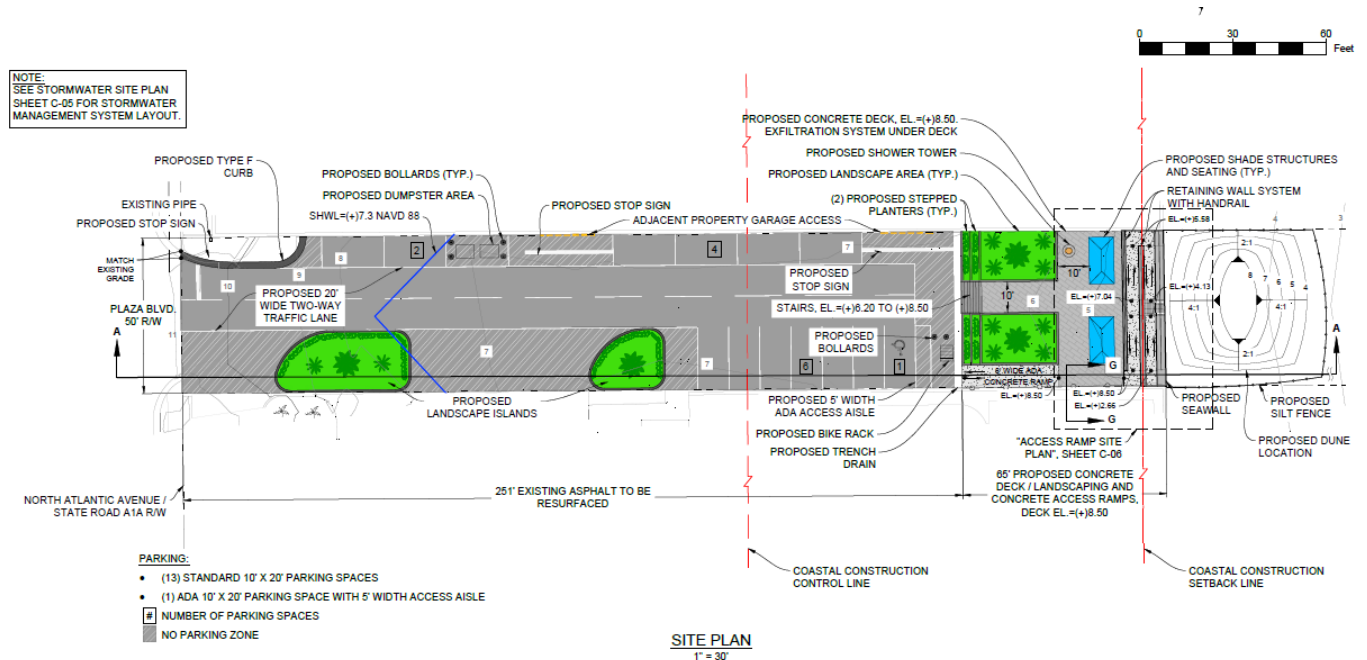 7
0 30 60
Feet
NOTE:
SEE STORMWATER SITE PLAN
SHEET C-05 FOR STORMWATER
MANAGEMENT SYSTEM LAYOUT.
PROPOSED TYPE F
CURB
EXISTING PIPE
PROPOSED STOP SIGN
PROPOSED BOLLARDS (TYP.)
PROPOSED DUMPSTER AREA
SHWL=(+)7.3 NAVD 88
PROPOSED STOP SIGN
ADJACENT PROPERTY GARAGE ACCESS
PROPOSED CONCRETE DECK, EL.=(+)8.50.
EXFILTRATION SYSTEM UNDER DECK
PROPOSED SHOWER TOWER
PROPOSED LANDSCAPE AREA (TYP.)
(2) PROPOSED STEPPED
PLANTERS (TYP.)
PROPOSED SHADE STRUCTURES
AND SEATING (TYP.)
RETAINING WALL SYSTEM
WITH HANDRAIL
EL.=(+)5.58
4
3
MATCH
EXISTING
GRADE
PLAZA BLVD.
50' R/W
A
11
10
9
8
2
4
7
PROPOSED 20'
WIDE TWO-WAY
TRAFFIC LANE
PROPOSED
STOP SIGN
STAIRS, EL.=(+)6.20 TO (+)8.50
PROPOSED
BOLLARDS
10'
10'
6
5
EL.=(+)7.04
EL.=(+)4.13
2:1
8 7 6 5 4
4:1
4:1
2:1
A
7
7
6
1
6' WIDE ADA
CONCRETE RAMP
EL.=(+)8.50
EL.=(+)8.50
EL.=(+)2.66
G
G
PROPOSED
LANDSCAPE ISLANDS
PROPOSED 5' WIDTH
ADA ACCESS AISLE
PROPOSED BIKE RACK
PROPOSED TRENCH
DRAIN
PROPOSED
SEAWALL
PROPOSED
SILT FENCE
PROPOSED DUNE
LOCATION
"ACCESS RAMP SITE
PLAN", SHEET C-06
NORTH ATLANTIC AVENUE /
STATE ROAD A1A R/W
251' EXISTING ASPHALT TO BE
RESURFACED
65' PROPOSED CONCRETE
DECK / LANDSCAPING AND
CONCRETE ACCESS RAMPS,
DECK EL.=(+)8.50
COASTAL CONSTRUCTION
CONTROL LINE
COASTAL CONSTRUCTION
SETBACK LINE
PARKING:
• (13) STANDARD 10' X 20' PARKING SPACES
• (1) ADA 10' X 20' PARKING SPACE WITH 5' WIDTH ACCESS AISLE
# NUMBER OF PARKING SPACES
NO PARKING ZONE
SITE PLAN
1" = 30'